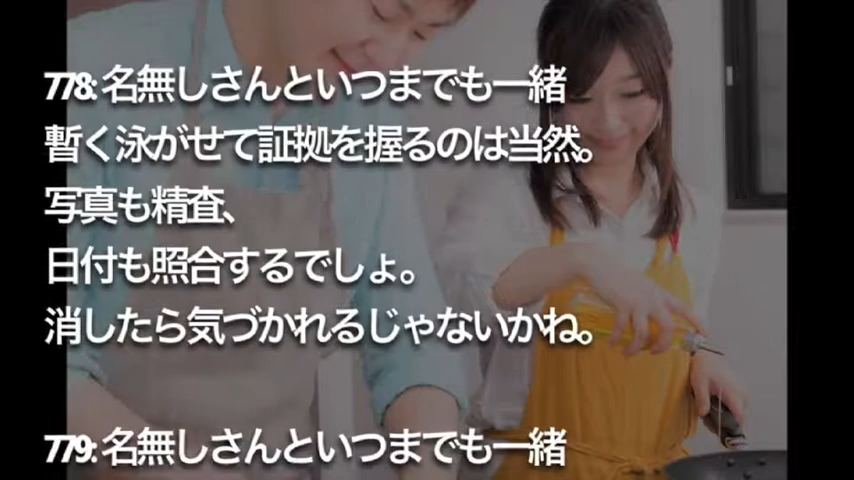 778: 名無しさんといつまでも一緒
暫く泳がせて証拠を握るのは当然。
写真も精査、
日付も照合するでしょ。
消したら気づかれるじゃないかね。
779: 名無しさんといつまでも一緒